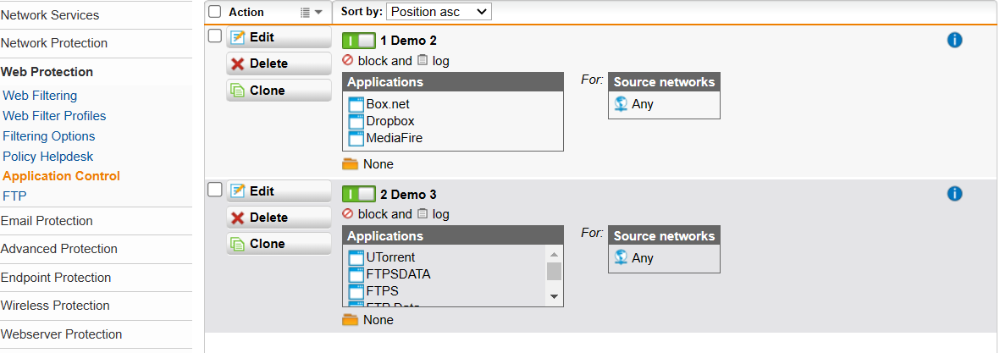 Network Services
Network Protection
Web Protection
Web Filtering
Web Filter Profiles
Filtering Options
Policy Helpdesk
Application Control
FTP
Email Protection
Advanced Protection
Endpoint Protection
Wireless Protection
Webserver Protection
Action
Sort by: Position asc
Edit
Delete
Clone
1 Demo 2
block and log
Applications
Box.net
Dropbox
MediaFire
For: Source networks
Any
None
Edit
Delete
Clone
2 Demo 3
block and log
Applications
UTorrent
FTPSDATA
FTPS
FTP Data
For: Source networks
Any
None